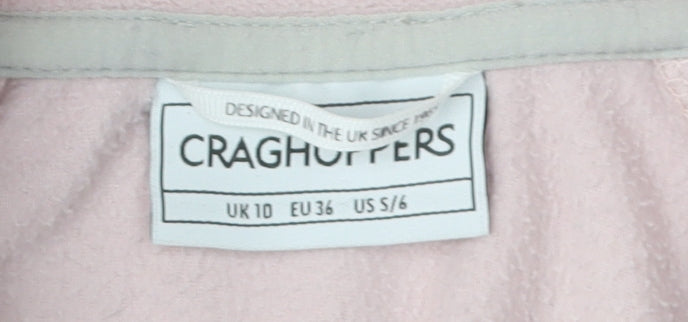 DESIGNED IN THE UK SINCE
CRAGHOPPERS
UK 10 EU 36 US S/6